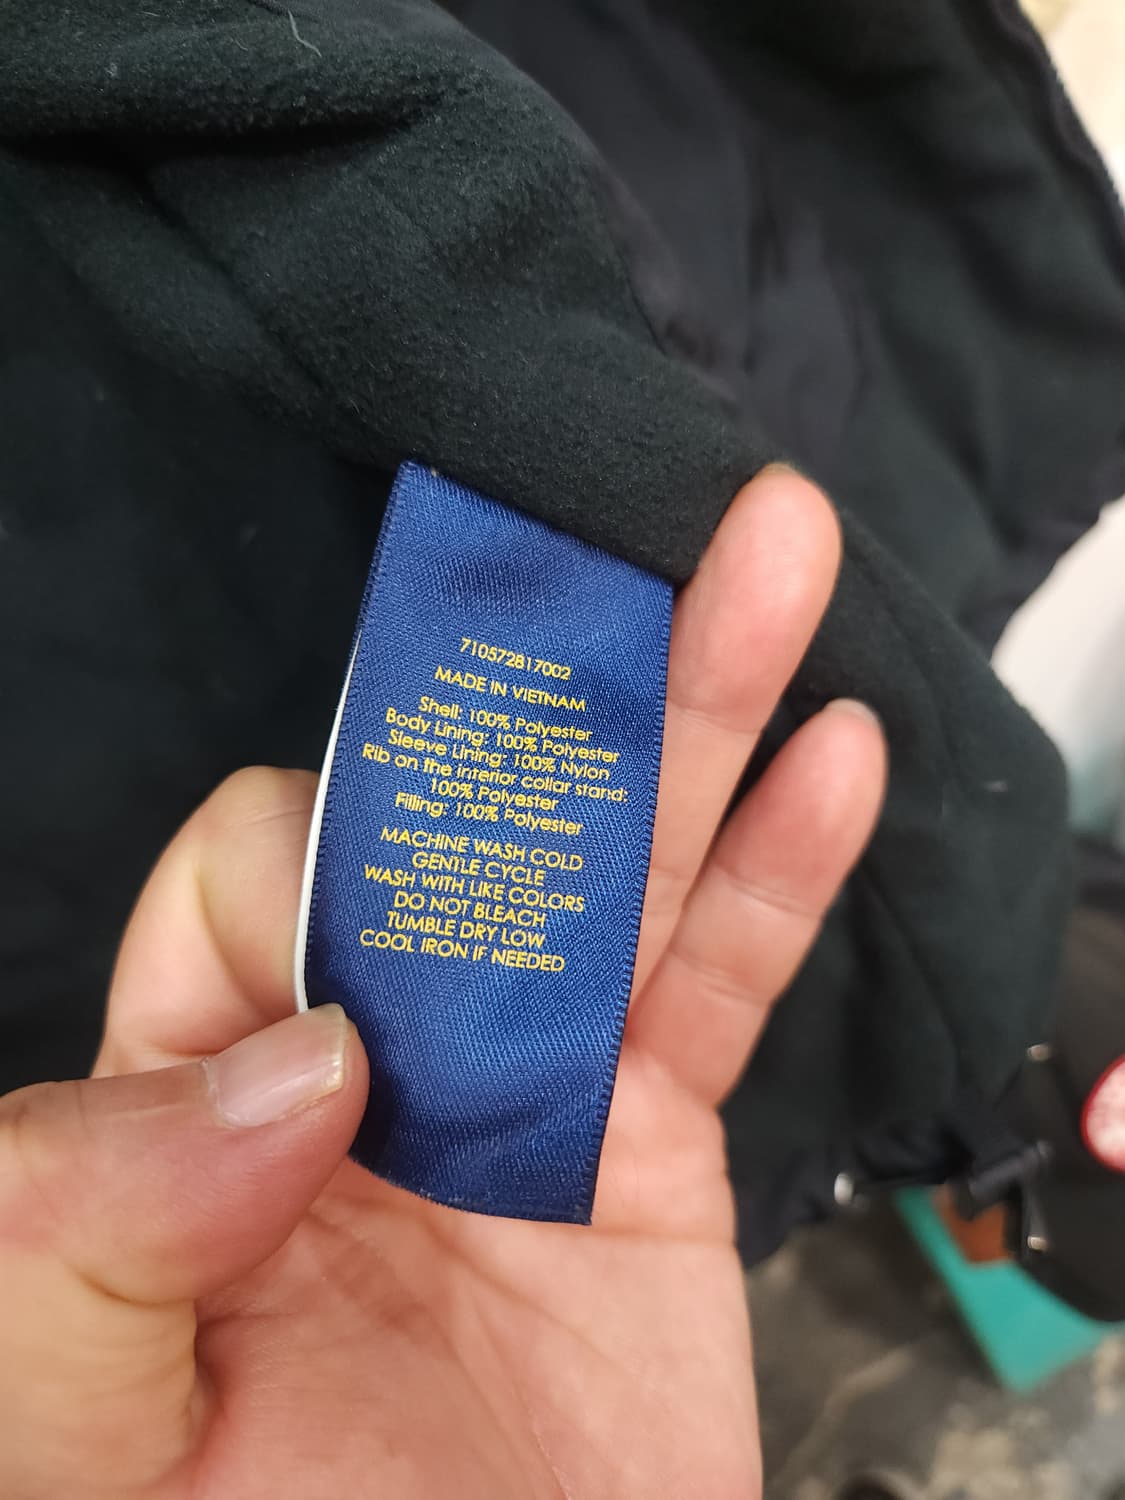 710572817002
MADE IN VIETNAM
Shell: 100% Polyester
Body Lining: 100% Polyester
Sleeve Lining: 100% Nylon
Rib on the interior collar stand:
100% Polyester
Filling: 100% Polyester
MACHINE WASH COLD
GENTLE CYCLE
WASH WITH LIKE COLORS
DO NOT BLEACH
TUMBLE DRY LOW
COOL IRON IF NEEDED